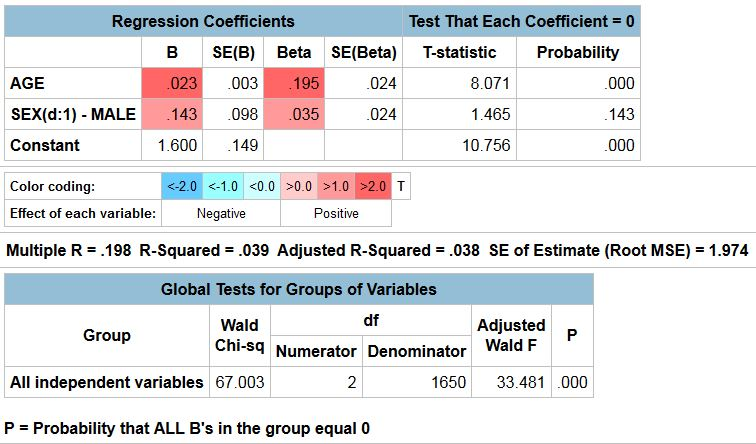 Regression Coefficients Test That Each Coefficient = 0
B SE(B) Beta SE(Beta) T-statistic Probability
AGE .023 .003 .195 .024 8.071 .000
SEX(d:1) - MALE .143 .098 .035 .024 1.465 .143
Constant 1.600 .149 10.756 .000
Color coding: <-2.0 <-1.0 <0.0 >0.0 >1.0 >2.0 T
Effect of each variable: Negative Positive
Multiple R = .198 R-Squared = .039 Adjusted R-Squared = .038 SE of Estimate (Root MSE) = 1.974
Global Tests for Groups of Variables
Group Wald Chi-sq df Adjusted Wald F P
Numerator Denominator
All independent variables 67.003 2 1650 33.481 .000
P = Probability that ALL B's in the group equal 0